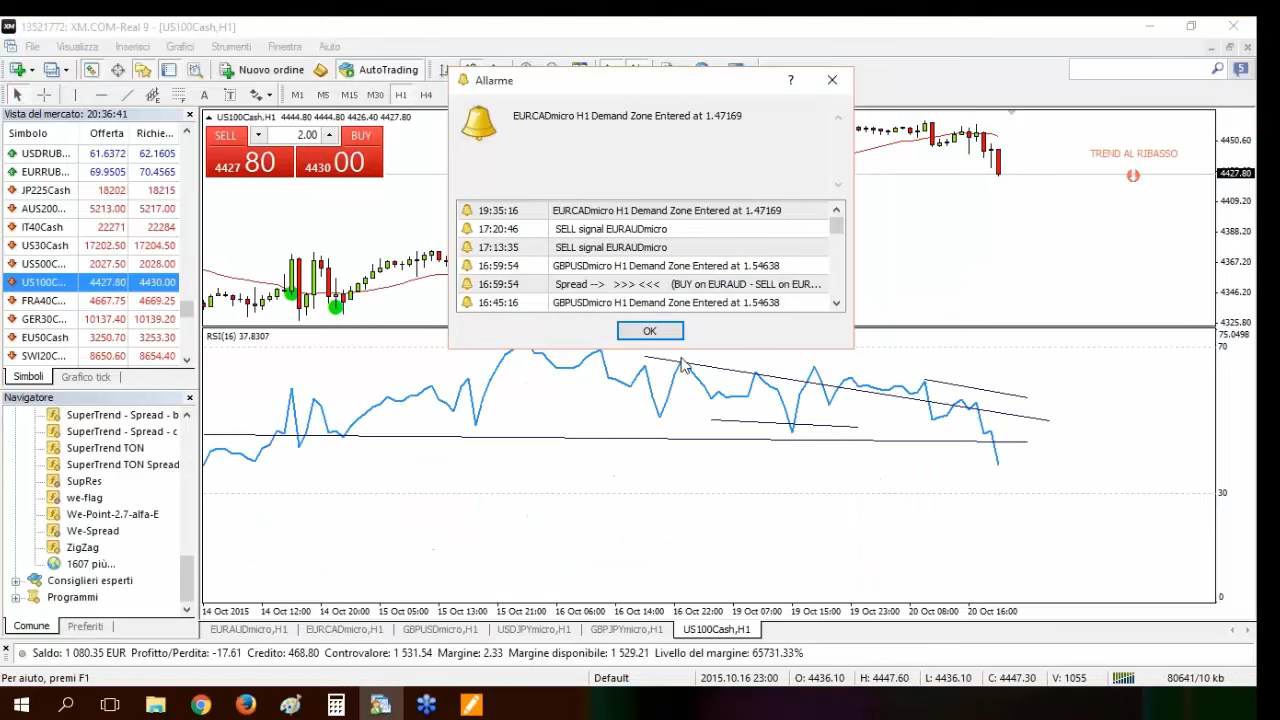 13521772: XM.COM-Real 9 - [US100Cash,H1]
File Visualizza Inserisci Grafici Strumenti Finestra Aiuto
Nuovo ordine AutoTrading
5
A T M1 M5 M15 M30 H1 H4
Vista del mercato: 20:36:41
Simbolo Offerta Richie...
USDRUB... 61.6372 62.1605
EURRUB... 69.9505 70.4565
JP225Cash 18202 18215
AUS200... 5213.00 5217.00
IT40Cash 22271 22284
US30Cash 17202.50 17204.50
US500C... 2027.50 2028.00
US100C... 4427.80 4430.00
FRA40C... 4667.75 4669.25
GER30C... 10137.40 10139.20
EU50Cash 3250.70 3253.30
SWI20C... 8650.60 8654.40
Simboli Grafico tick
Navigatore
SuperTrend - Spread - b
SuperTrend - Spread - c
SuperTrend TON
SuperTrend TON Spread
SupRes
we-flag
We-Point-2.7-alfa-E
We-Spread
ZigZag
1607 più...
Consiglieri esperti
Programmi
Comune Preferiti
US100Cash,H1 4444.80 4444.80 4426.40 4427.80
SELL 2.00 BUY
4427 80 4430 00
TREND AL RIBASSO
4450.60
4427.80
4409.20
4388.20
4367.20
4346.20
4325.80
Allarme
?
EURCADmicro H1 Demand Zone Entered at 1.47169
19:35:16 EURCADmicro H1 Demand Zone Entered at 1.47169
17:20:46 SELL signal EURAUDmicro
17:13:35 SELL signal EURAUDmicro
16:59:54 GBPUSDmicro H1 Demand Zone Entered at 1.54638
16:59:54 Spread --> >>> <<< (BUY on EURAUD - SELL on EUR...
16:45:16 GBPUSDmicro H1 Demand Zone Entered at 1.54638
OK
RSI(16) 37.8307
75.0498
70
30
0
14 Oct 2015 14 Oct 12:00 14 Oct 20:00 15 Oct 05:00 15 Oct 13:00 15 Oct 21:00 16 Oct 06:00 16 Oct 14:00 16 Oct 22:00 19 Oct 07:00 19 Oct 15:00 19 Oct 23:00 20 Oct 08:00 20 Oct 16:00
EURAUDmicro,H1 EURCADmicro,H1 GBPUSDmicro,H1 USDJPYmicro,H1 GBPJPYmicro,H1 US100Cash,H1
Saldo: 1 080.35 EUR Profitto/Perdita: -17.61 Credito: 468.80 Controvalore: 1 531.54 Margine: 2.33 Margine disponibile: 1 529.21 Livello del margine: 65731.33%
Per aiuto, premi F1 Default 2015.10.16 23:00 O: 4436.10 H: 4447.60 L: 4436.10 C: 4447.30 V: 1055 80641/10 kb